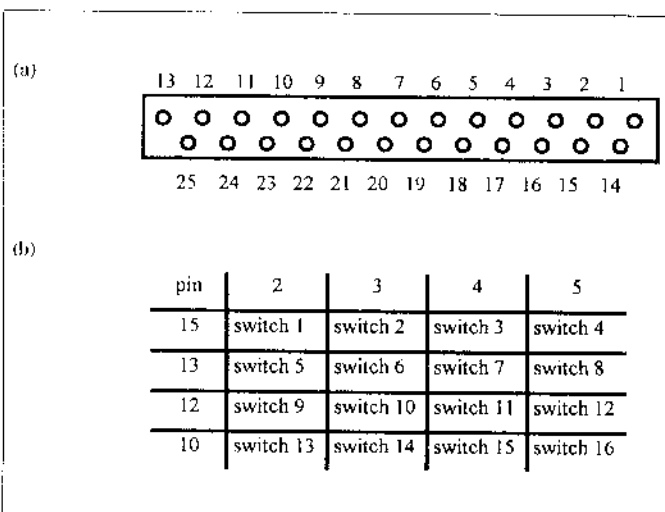 (a)
13 12 11 10 9 8 7 6 5 4 3 2 1
25 24 23 22 21 20 19 18 17 16 15 14
(b)
pin 2 3 4 5
15 switch 1 switch 2 switch 3 switch 4
13 switch 5 switch 6 switch 7 switch 8
12 switch 9 switch 10 switch 11 switch 12
10 switch 13 switch 14 switch 15 switch 16